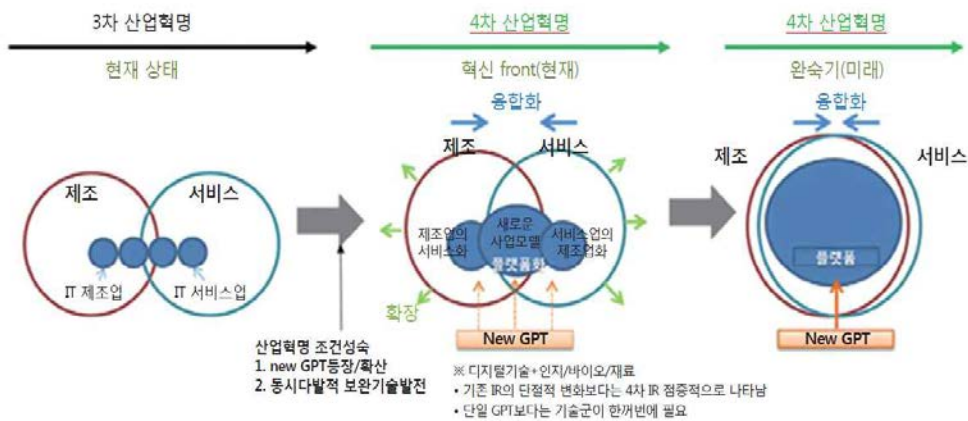 3차 산업혁명
현재 상태
제조
서비스
IT 제조업
IT 서비스업
산업혁명 조건성숙
1. new GPT등장/확산
2. 동시다발적 보완기술발전
4차 산업혁명
혁신 front(현재)
융합화
제조
서비스
제조업의
서비스화
새로운
사업모델
플랫폼화
서비스업의
제조업화
확장
New GPT
※ 디지털기술+인지/바이오/재료
• 기존 IR의 단절적 변화보다는 4차 IR 점증적으로 나타남
• 단일 GPT보다는 기술군이 한꺼번에 필요
4차 산업혁명
완숙기(미래)
융합화
제조
서비스
플랫폼
New GPT